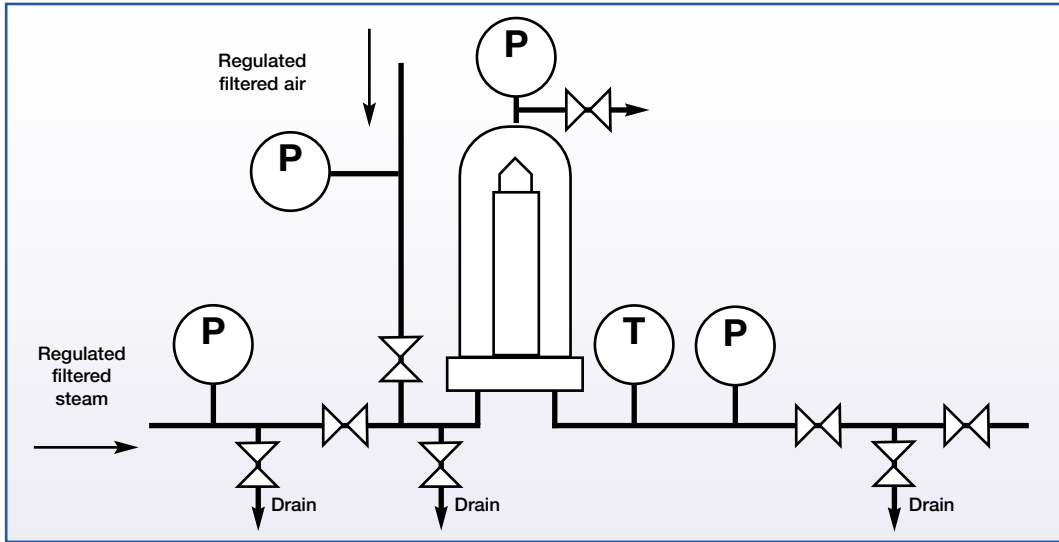 P
Regulated
filtered air
P
P
T
P
Regulated
filtered
steam
Drain
Drain
Drain